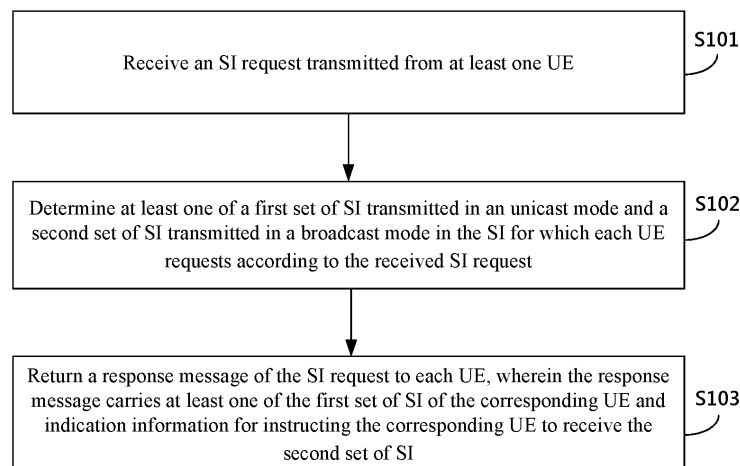 Receive an SI request transmitted from at least one UE
S101
Determine at least one of a first set of SI transmitted in an unicast mode and a
second set of SI transmitted in a broadcast mode in the SI for which each UE
requests according to the received SI request
S102
Return a response message of the SI request to each UE, wherein the response
message carries at least one of the first set of SI of the corresponding UE and
indication information for instructing the corresponding UE to receive the
second set of SI
S103